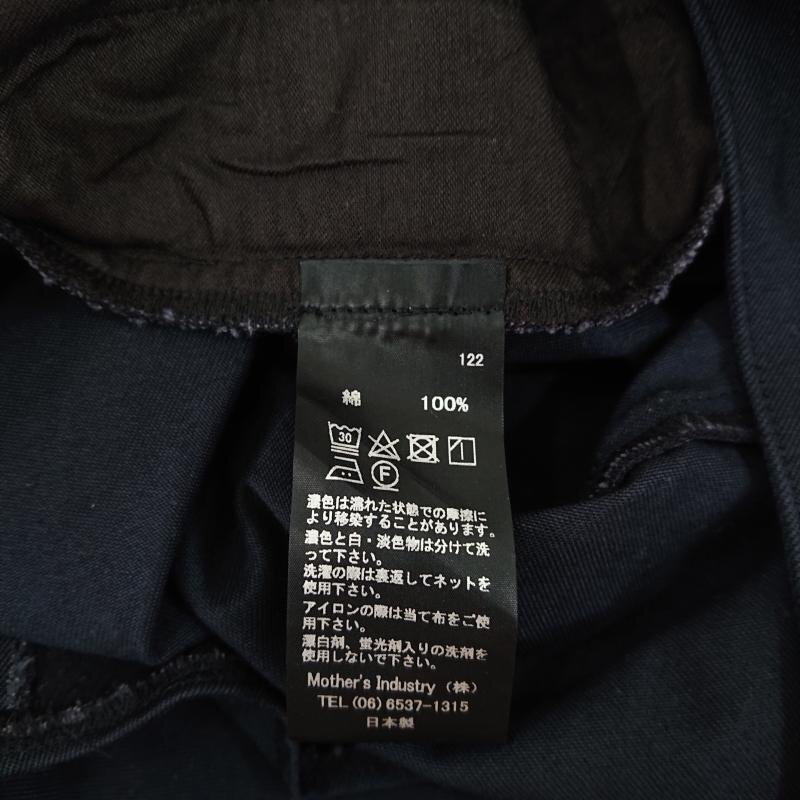 122
綿 100%
30
F
濃色は濡れた状態での摩擦に
より移染することがあります。
濃色と白・淡色物は分けて洗
って下さい。
洗濯の際は裏返してネットを
使用下さい。
アイロンの際は当て布をご使
用下さい。
漂白剤、蛍光剤入りの洗剤を
使用しないで下さい。
Mother's Industry (株)
TEL(06)6537-1315
日本製